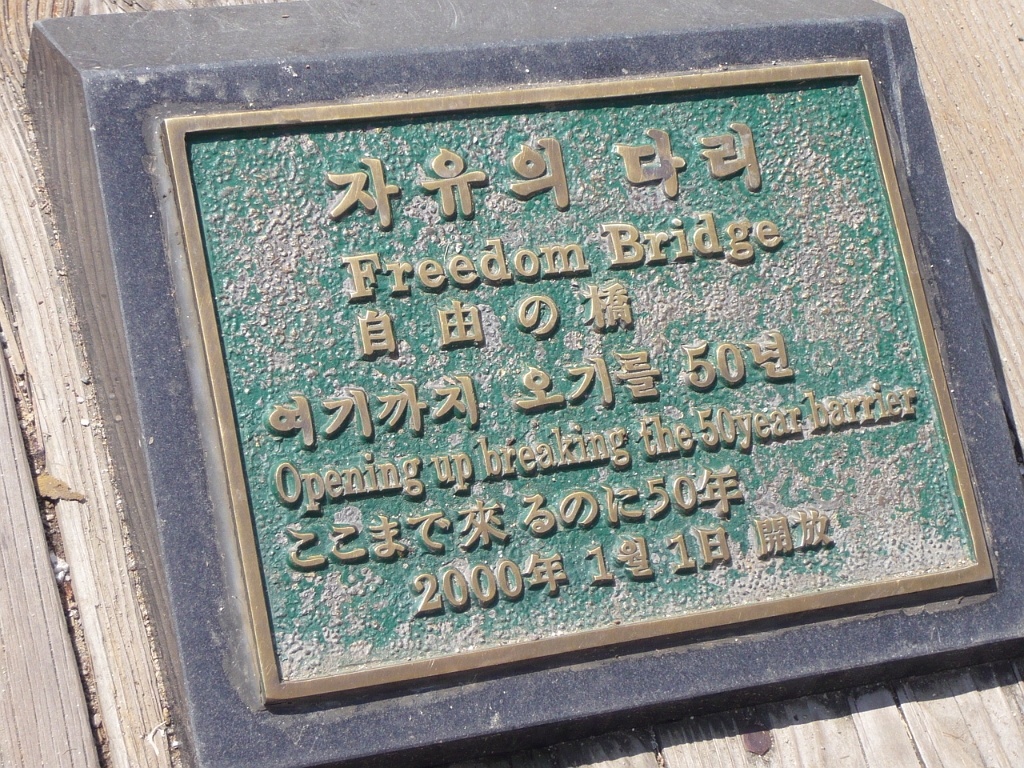 자유의 다리
Freedom Bridge
自由の橋
여기까지 오기를 50년
Opening up breaking the 50year barrier
ここまで來るのに50年
2000年 1월 1日 開放